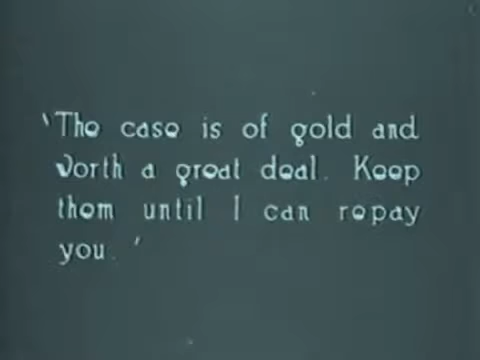 'The case is of gold and
worth a great deal. Keep
them until I can repay
you.'